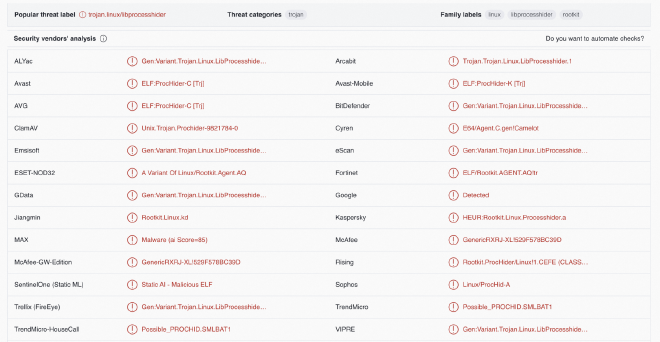 Popular threat label trojan.linux/libprocesshider Threat categories trojan Family labels linux libprocesshider rootkit
Security vendors' analysis Do you want to automate checks?
ALYac Gen:Variant.Trojan.Linux.LibProcesshide... Arcabit Trojan.Trojan.Linux.LibProcesshider.1
Avast ELF:ProcHider-C [Trj] Avast-Mobile ELF:ProcHider-K [Trj]
AVG ELF:ProcHider-C [Trj] BitDefender Gen:Variant.Trojan.Linux.LibProcesshide...
ClamAV Unix.Trojan.Prochider-9821784-0 Cyren E64/Agent.C.gen!Camelot
Emsisoft Gen:Variant.Trojan.Linux.LibProcesshide... eScan Gen:Variant.Trojan.Linux.LibProcesshide...
ESET-NOD32 A Variant Of Linux/Rootkit.Agent.AQ Fortinet ELF/Rootkit.AGENT.AQ!tr
GData Gen:Variant.Trojan.Linux.LibProcesshide... Google Detected
Jiangmin Rootkit.Linux.kd Kaspersky HEUR:Rootkit.Linux.Processhider.a
MAX Malware (ai Score=85) McAfee GenericRXRJ-XL!529F578BC39D
McAfee-GW-Edition GenericRXRJ-XL!529F578BC39D Rising Rootkit.ProcHider/Linux!1.CEFE (CLASS...
SentinelOne (Static ML) Static AI - Malicious ELF Sophos Linux/ProcHid-A
Trellix (FireEye) Gen:Variant.Trojan.Linux.LibProcesshide... TrendMicro Possible_PROCHID.SMLBAT1
TrendMicro-HouseCall Possible_PROCHID.SMLBAT1 VIPRE Gen:Variant.Trojan.Linux.LibProcesshide...